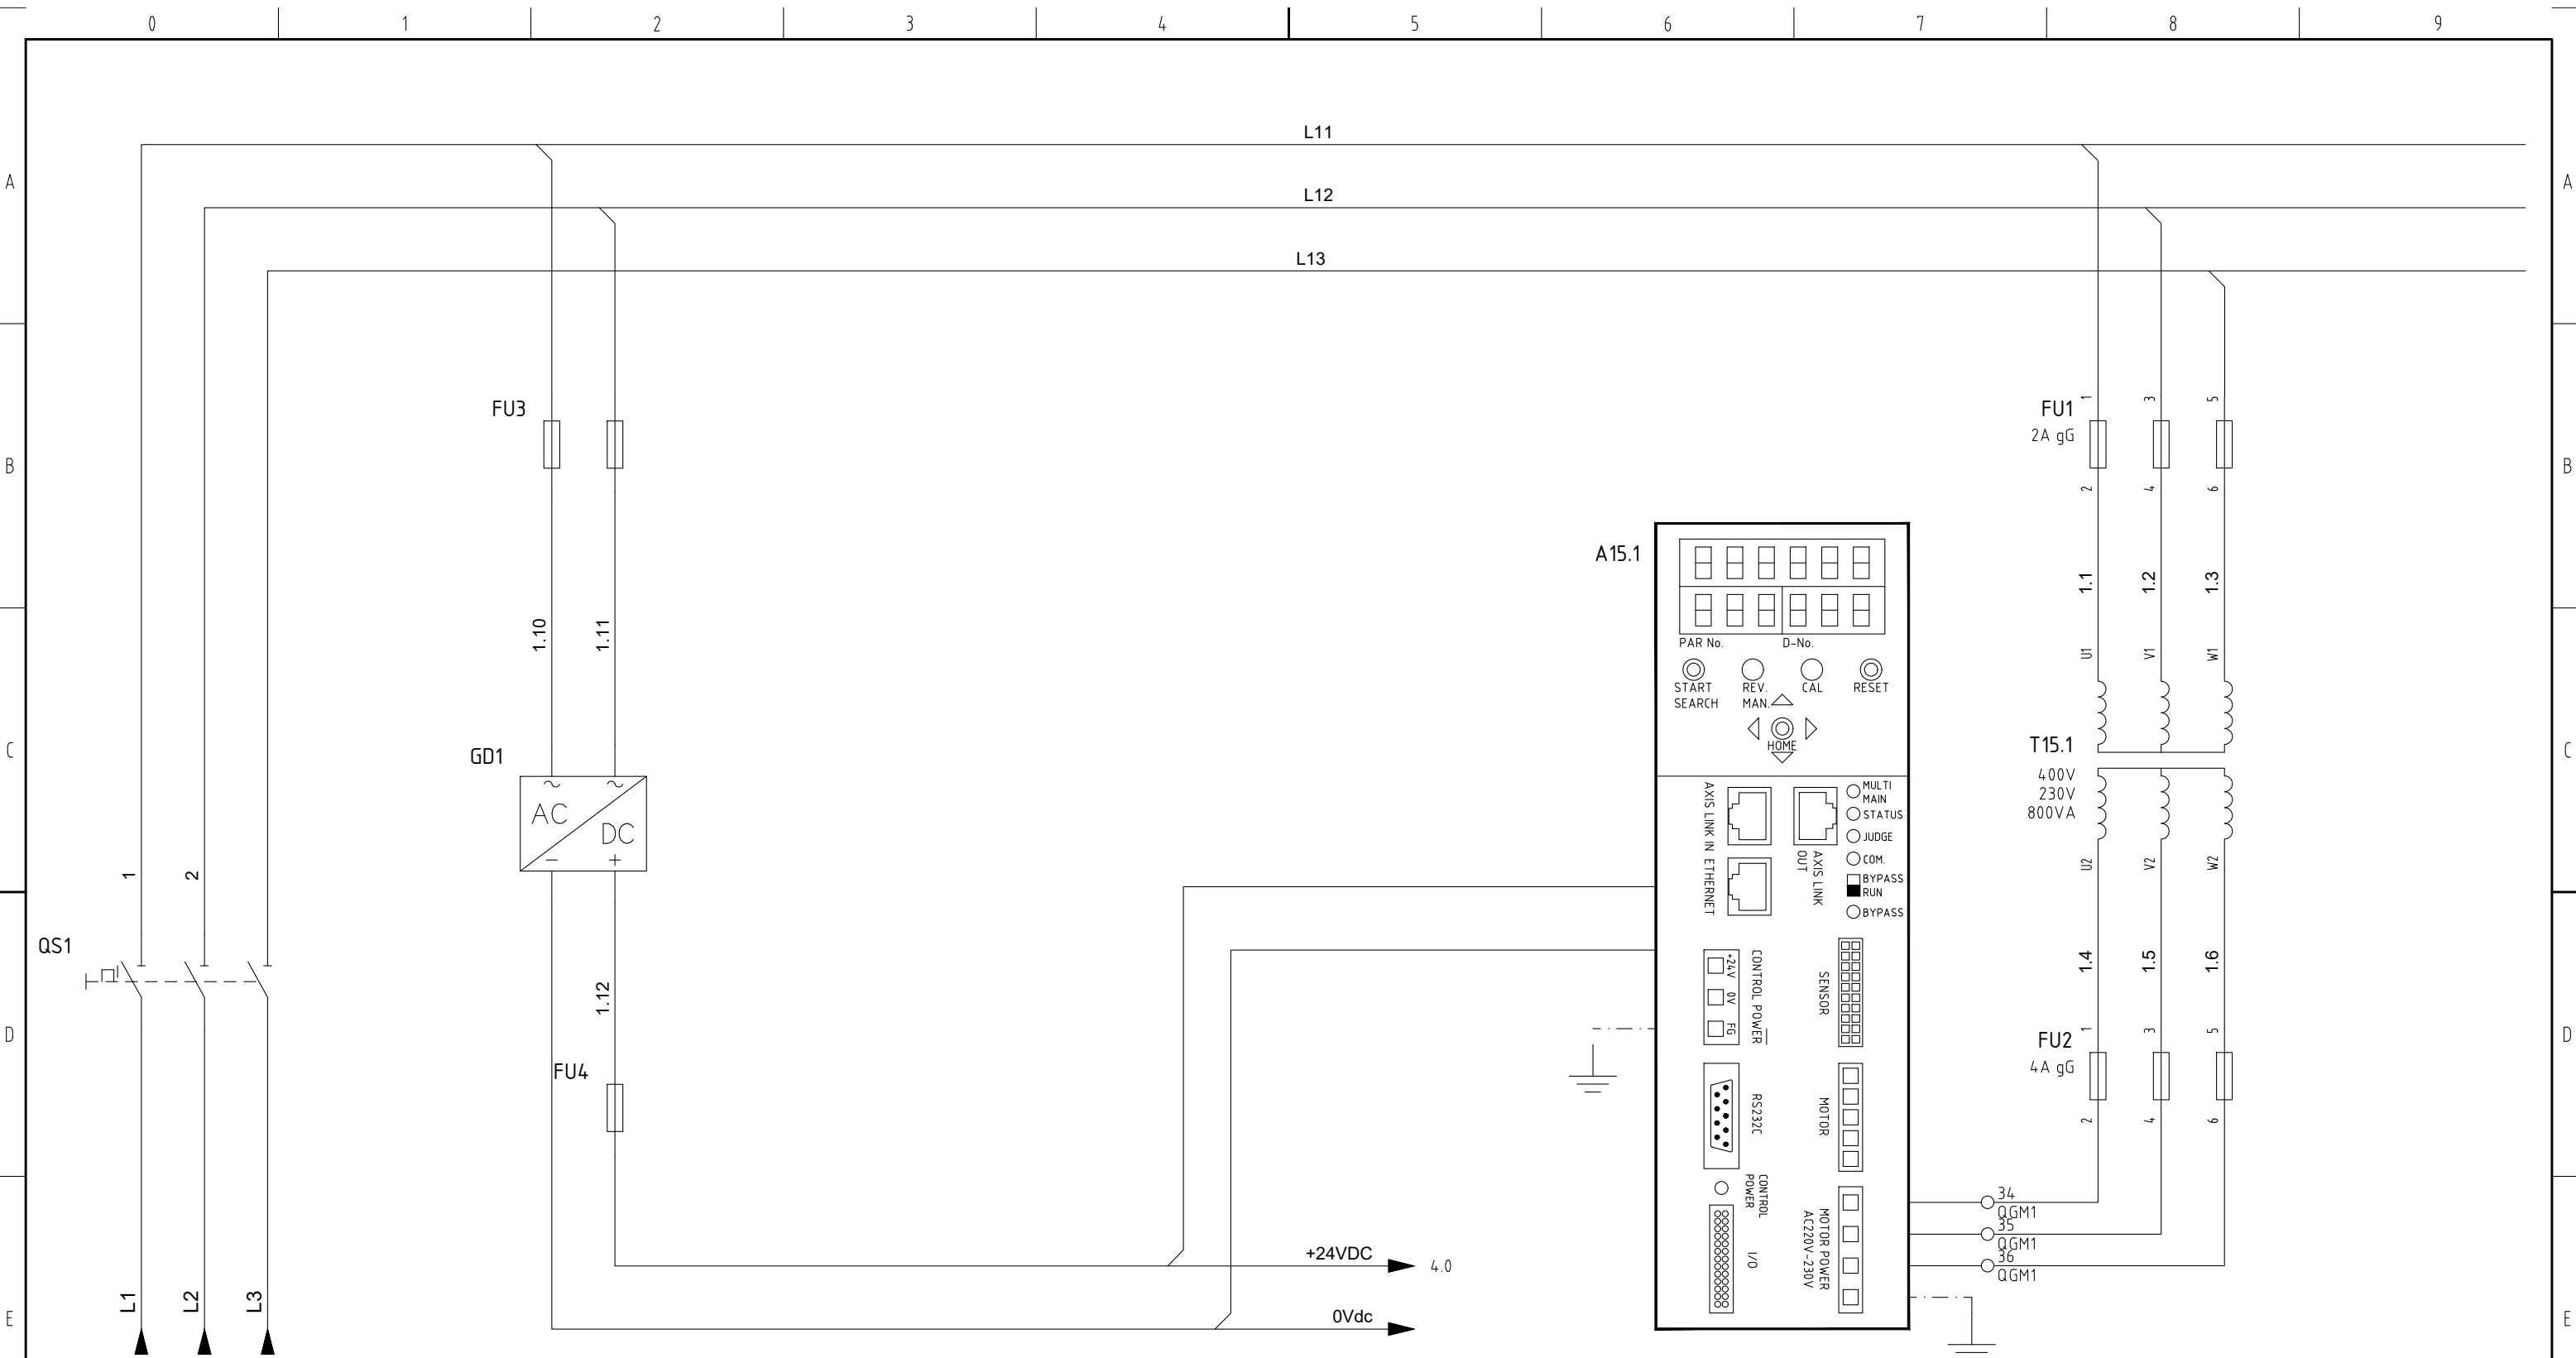 0 1 2 3 4 5 6 7 8 9
L11
A A
L12
L13
FU3
FU1 1 3 5
2A gG
B B
2 4 6
A15.1
1.1 1.2 1.3
1.10 1.11
PAR No. D-No.
U1 V1 W1
START SEARCH
REV. MAN.
CAL
RESET
HOME
C C
GD1
T15.1
400V
230V
800VA
AC
DC
~ ~
- +
AXIS LINK IN
ETHERNET
AXIS LINK OUT
MULTI
MAIN
STATUS
JUDGE
COM.
BYPASS
RUN
BYPASS
U2 V2 W2
1 2
QS1
1.4 1.5 1.6
1.12
+24V
0V
FG
CONTROL POWER
SENSOR
D D
FU2 1 3 5
4A gG
FU4
RS232C
MOTOR
2 4 6
CONTROL
POWER
I/O
MOTOR POWER
AC220V-230V
34
QGM1
35
QGM1
36
QGM1
+24VDC 4.0
0Vdc
L1 L2 L3
E E